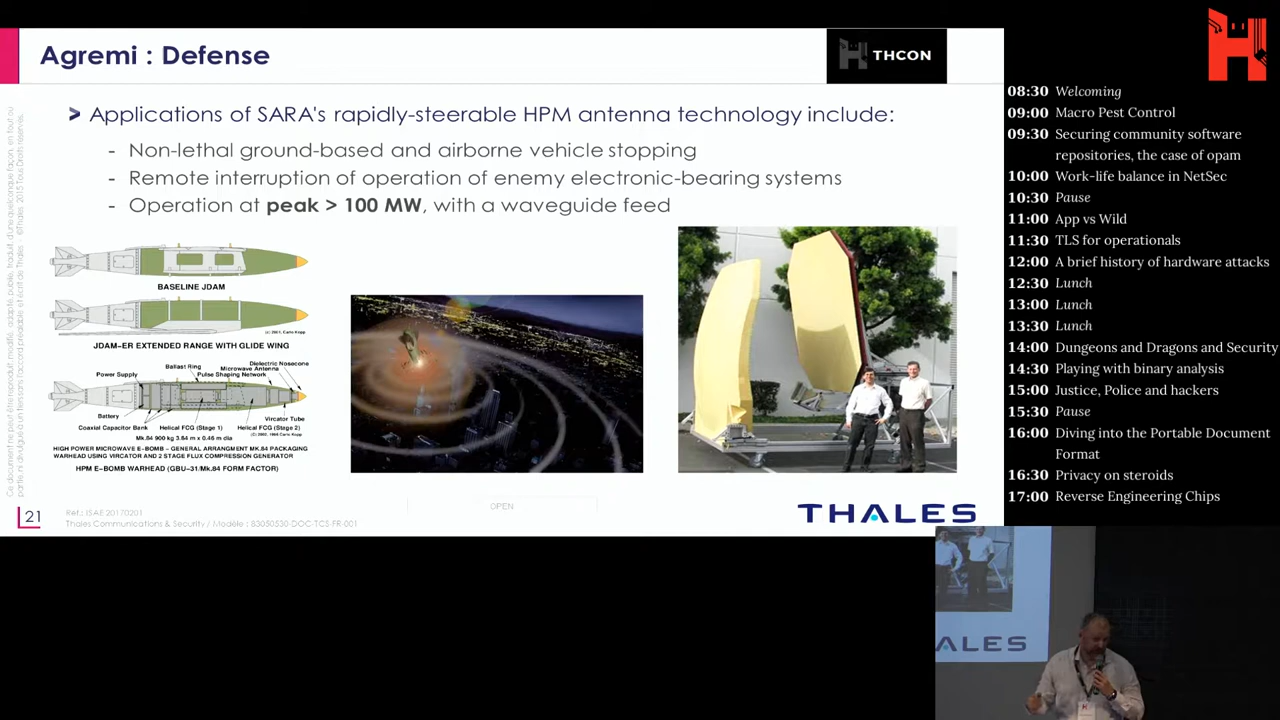 Agremi : Defense
THCON
> Applications of SARA's rapidly-steerable HPM antenna technology include:
- Non-lethal ground-based and airborne vehicle stopping
- Remote interruption of operation of enemy electronic-bearing systems
- Operation at peak > 100 MW, with a waveguide feed
BASELINE JDAM
(c) 2001, Carlo Kopp
JDAM-ER EXTENDED RANGE WITH GLIDE WING
Dielectric Nosecone
Ballast Ring
Microwave Antenna
Power Supply
Pulse Shaping Network
Battery
Vircator Tube
Coaxial Capacitor Bank
Helical FCG (Stage 1)
Helical FCG (Stage 2)
Mk.84 900 kg 3.84 m x 0.46 m dia
HIGH POWER MICROWAVE E-BOMB - GENERAL ARRANGEMENT MK.84 PACKAGING
WARHEAD USING VIRCATOR AND 2 STAGE FLUX COMPRESSION GENERATOR
HPM E-BOMB WARHEAD (GBU-31/Mk.84 FORM FACTOR)
21
Ref.: ISAE 20170201
Thales Communications & Security / Modèle : 83050530-DOC-TCS-FR-001
OPEN
THALES
08:30 Welcoming
09:00 Macro Pest Control
09:30 Securing community software
repositories, the case of opam
10:00 Work-life balance in NetSec
10:30 Pause
11:00 App vs Wild
11:30 TLS for operationals
12:00 A brief history of hardware attacks
12:30 Lunch
13:00 Lunch
13:30 Lunch
14:00 Dungeons and Dragons and Security
14:30 Playing with binary analysis
15:00 Justice, Police and hackers
15:30 Pause
16:00 Diving into the Portable Document
Format
16:30 Privacy on steroids
17:00 Reverse Engineering Chips
ALES